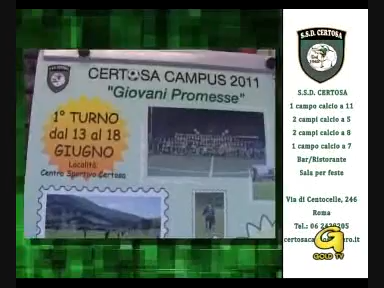 CERTOSA CAMPUS 2011
"Giovani Promesse"
1° TURNO
dal 13 al 18
GIUGNO
Località:
Centro Sportivo Certosa
S.S.D. CERTOSA
S.S.D. CERTOSA
1 campo calcio a 11
2 campi calcio a 5
2 campi calcio a 8
1 campo calcio a 7
Bar/Ristorante
Sala per feste
Via di Centocelle, 246
Roma
Tel.: 06
GOLD TV